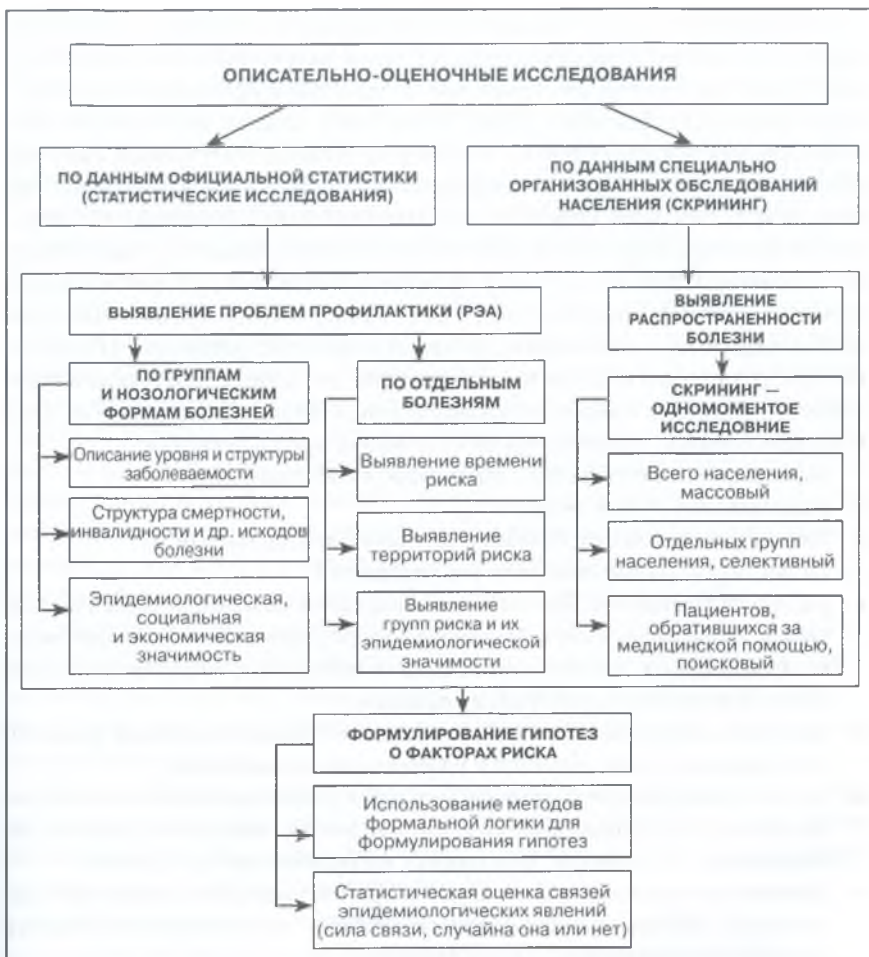 ОПИСАТЕЛЬНО-ОЦЕНОЧНЫЕ ИССЛЕДОВАНИЯ
ПО ДАННЫМ ОФИЦИАЛЬНОЙ СТАТИСТИКИ
(СТАТИСТИЧЕСКИЕ ИССЛЕДОВАНИЯ)
ПО ДАННЫМ СПЕЦИАЛЬНО
ОРГАНИЗОВАННЫХ ОБСЛЕДОВАНИЙ
НАСЕЛЕНИЯ (СКРИНИНГ)
ВЫЯВЛЕНИЕ ПРОБЛЕМ ПРОФИЛАКТИКИ (РЭА)
ПО ГРУППАМ
И НОЗОЛОГИЧЕСКИМ
ФОРМАМ БОЛЕЗНЕЙ
Описание уровня и структуры
заболеваемости
Структура смертности,
инвалидности и др. исходов
болезни
Эпидемиологическая,
социальная
и экономическая
значимость
ПО ОТДЕЛЬНЫМ
БОЛЕЗНЯМ
Выявление времени
риска
Выявление
территорий риска
Выявление
групп риска и их
эпидемиологической
значимости
ВЫЯВЛЕНИЕ
РАСПРОСТРАНЕННОСТИ
БОЛЕЗНИ
СКРИНИНГ —
ОДНОМОМЕНТОЕ
ИССЛЕДОВНИЕ
Всего населения,
массовый
Отдельных групп
населения, селективный
Пациентов,
обратившихся за
медицинской помощью,
поисковый
ФОРМУЛИРОВАНИЕ ГИПОТЕЗ
О ФАКТОРАХ РИСКА
Использование методов
формальной логики для
формулирования гипотез
Статистическая оценка связей
эпидемиологических явлений
(сила связи, случайна она или нет)